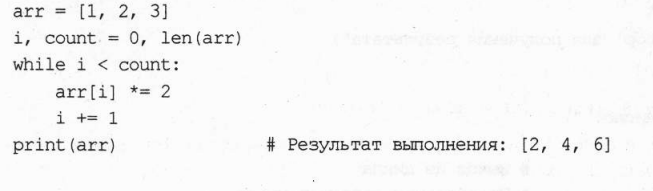 arr = [1, 2, 3]
i, count = 0, len(arr)
while i < count:
    arr[i] *= 2
    i += 1
print(arr)                # Результат выполнения: [2, 4, 6]